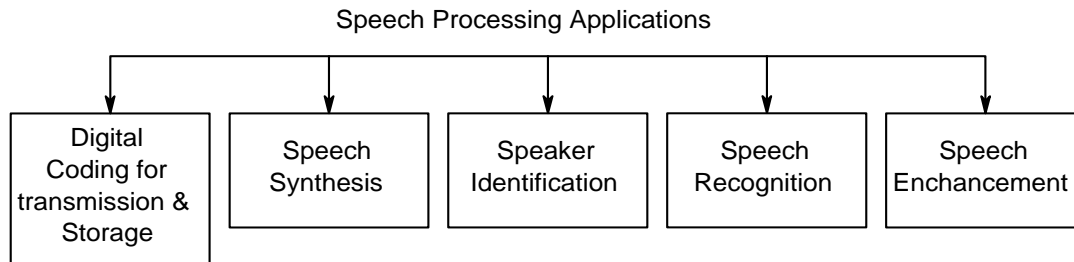 Speech Processing Applications
Digital
Coding for
transmission &
Storage
Speech
Synthesis
Speaker
Identification
Speech
Recognition
Speech
Enchancement